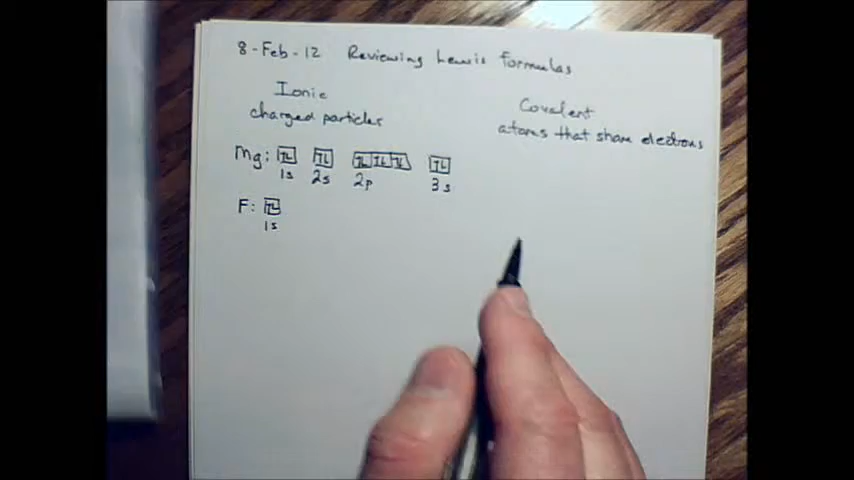 8-Feb-12 Reviewing Lewis formulas
Ionic
charged particles
Covalent
atoms that share electrons
Mg: ↑↓ ↑↓ ↑↓ ↑↓ ↑↓ ↑↓
1s 2s 2p 3s
F: ↑↓
1s